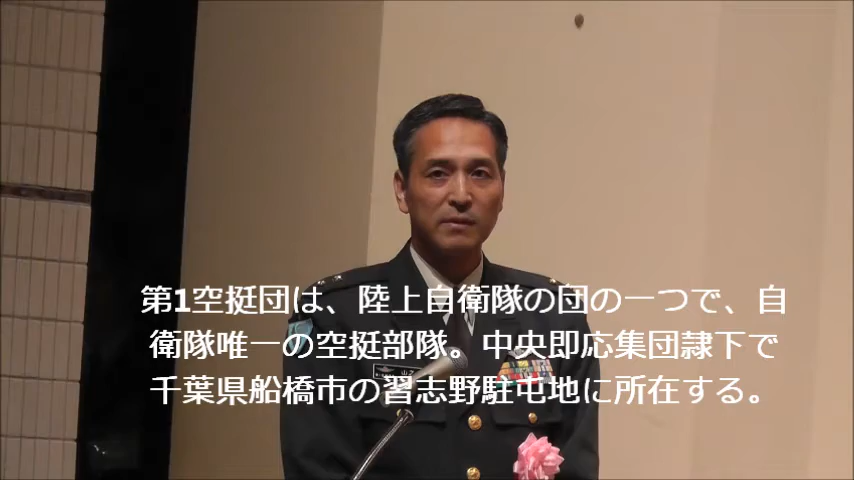 第1空挺団は、陸上自衛隊の団の一つで、自
衛隊唯一の空挺部隊。中央即応集団隷下で
千葉県船橋市の習志野駐屯地に所在する。